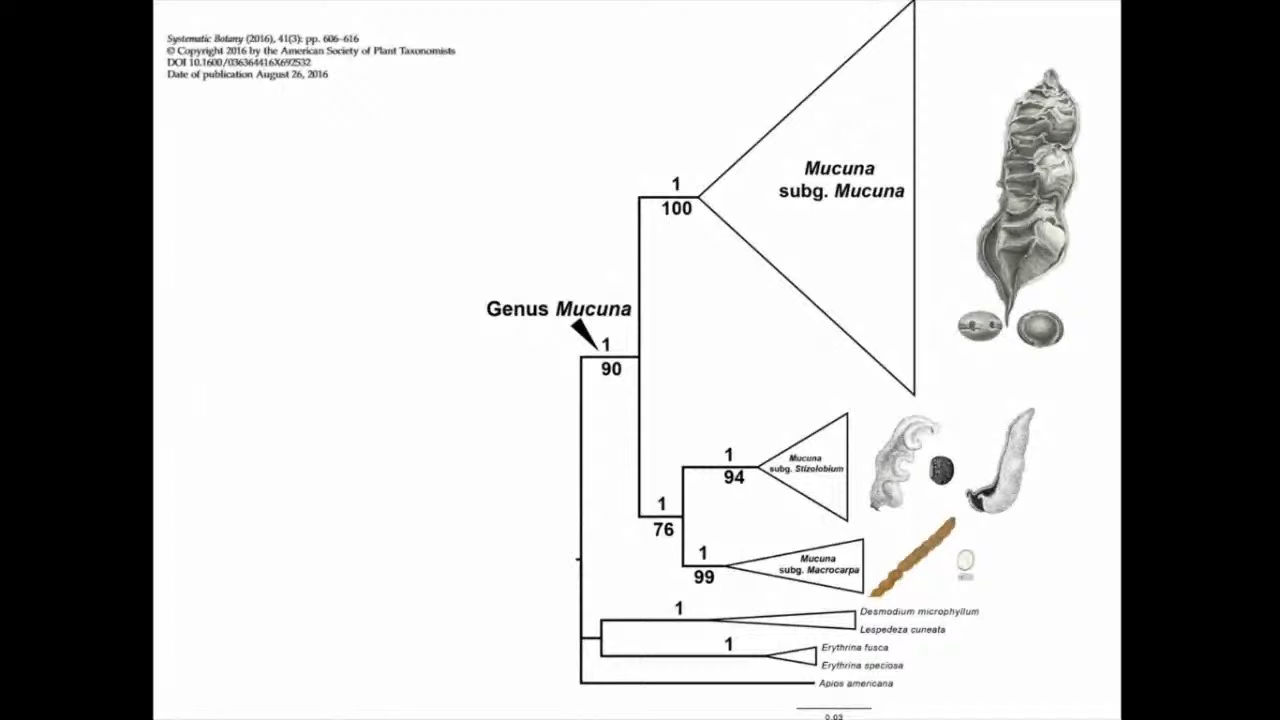 Systematic Botany (2016), 41(3): pp. 606–616
© Copyright 2016 by the American Society of Plant Taxonomists
DOI 10.1600/036364416X692532
Date of publication August 26, 2016
Mucuna
subg. Mucuna
1
100
Genus Mucuna
1
90
1
94
Mucuna
subg. Stizolobium
1
76
1
99
Mucuna
subg. Macrocarpa
1
Desmodium microphyllum
Lespedeza cuneata
1
Erythrina fusca
Erythrina speciosa
Apios americana
0.03